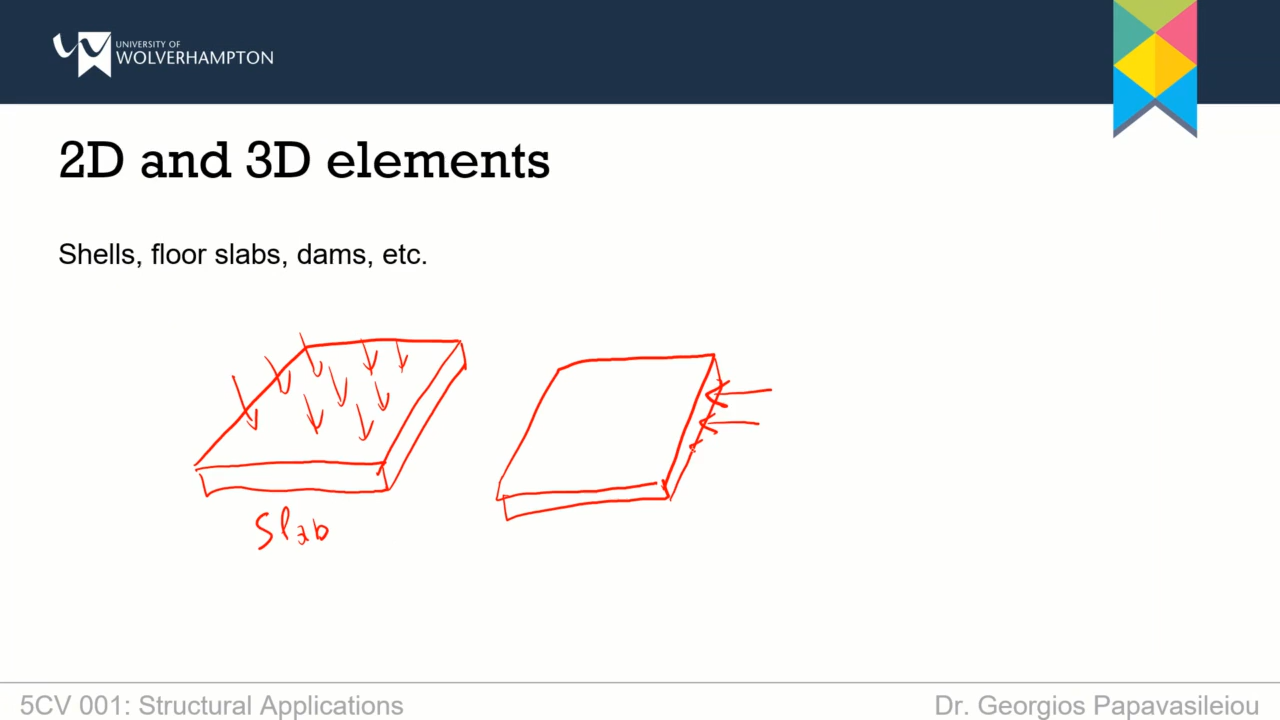 UNIVERSITY OF
WOLVERHAMPTON
2D and 3D elements
Shells, floor slabs, dams, etc.
Slab
5CV 001: Structural Applications
Dr. Georgios Papavasileiou